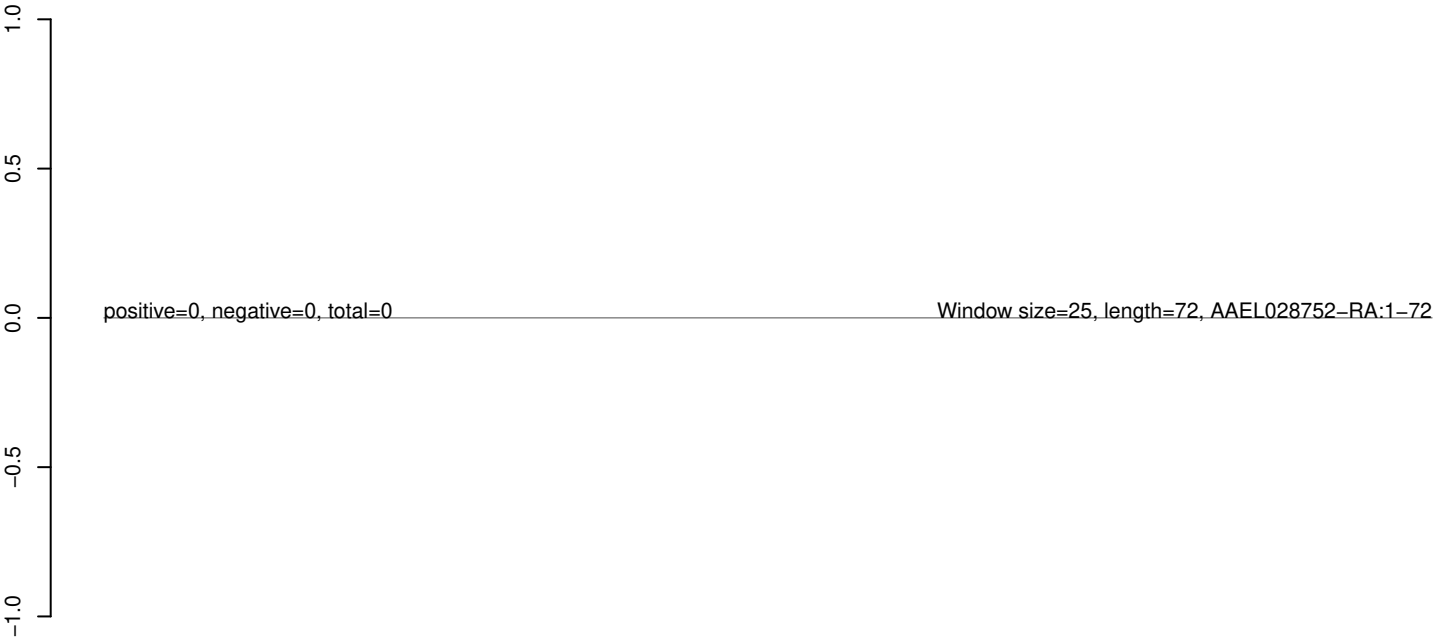 1.0
0.5
0.0
positive=0, negative=0, total=0
Window size=25, length=72, AAEL028752−RA:1−72
−0.5
−1.0